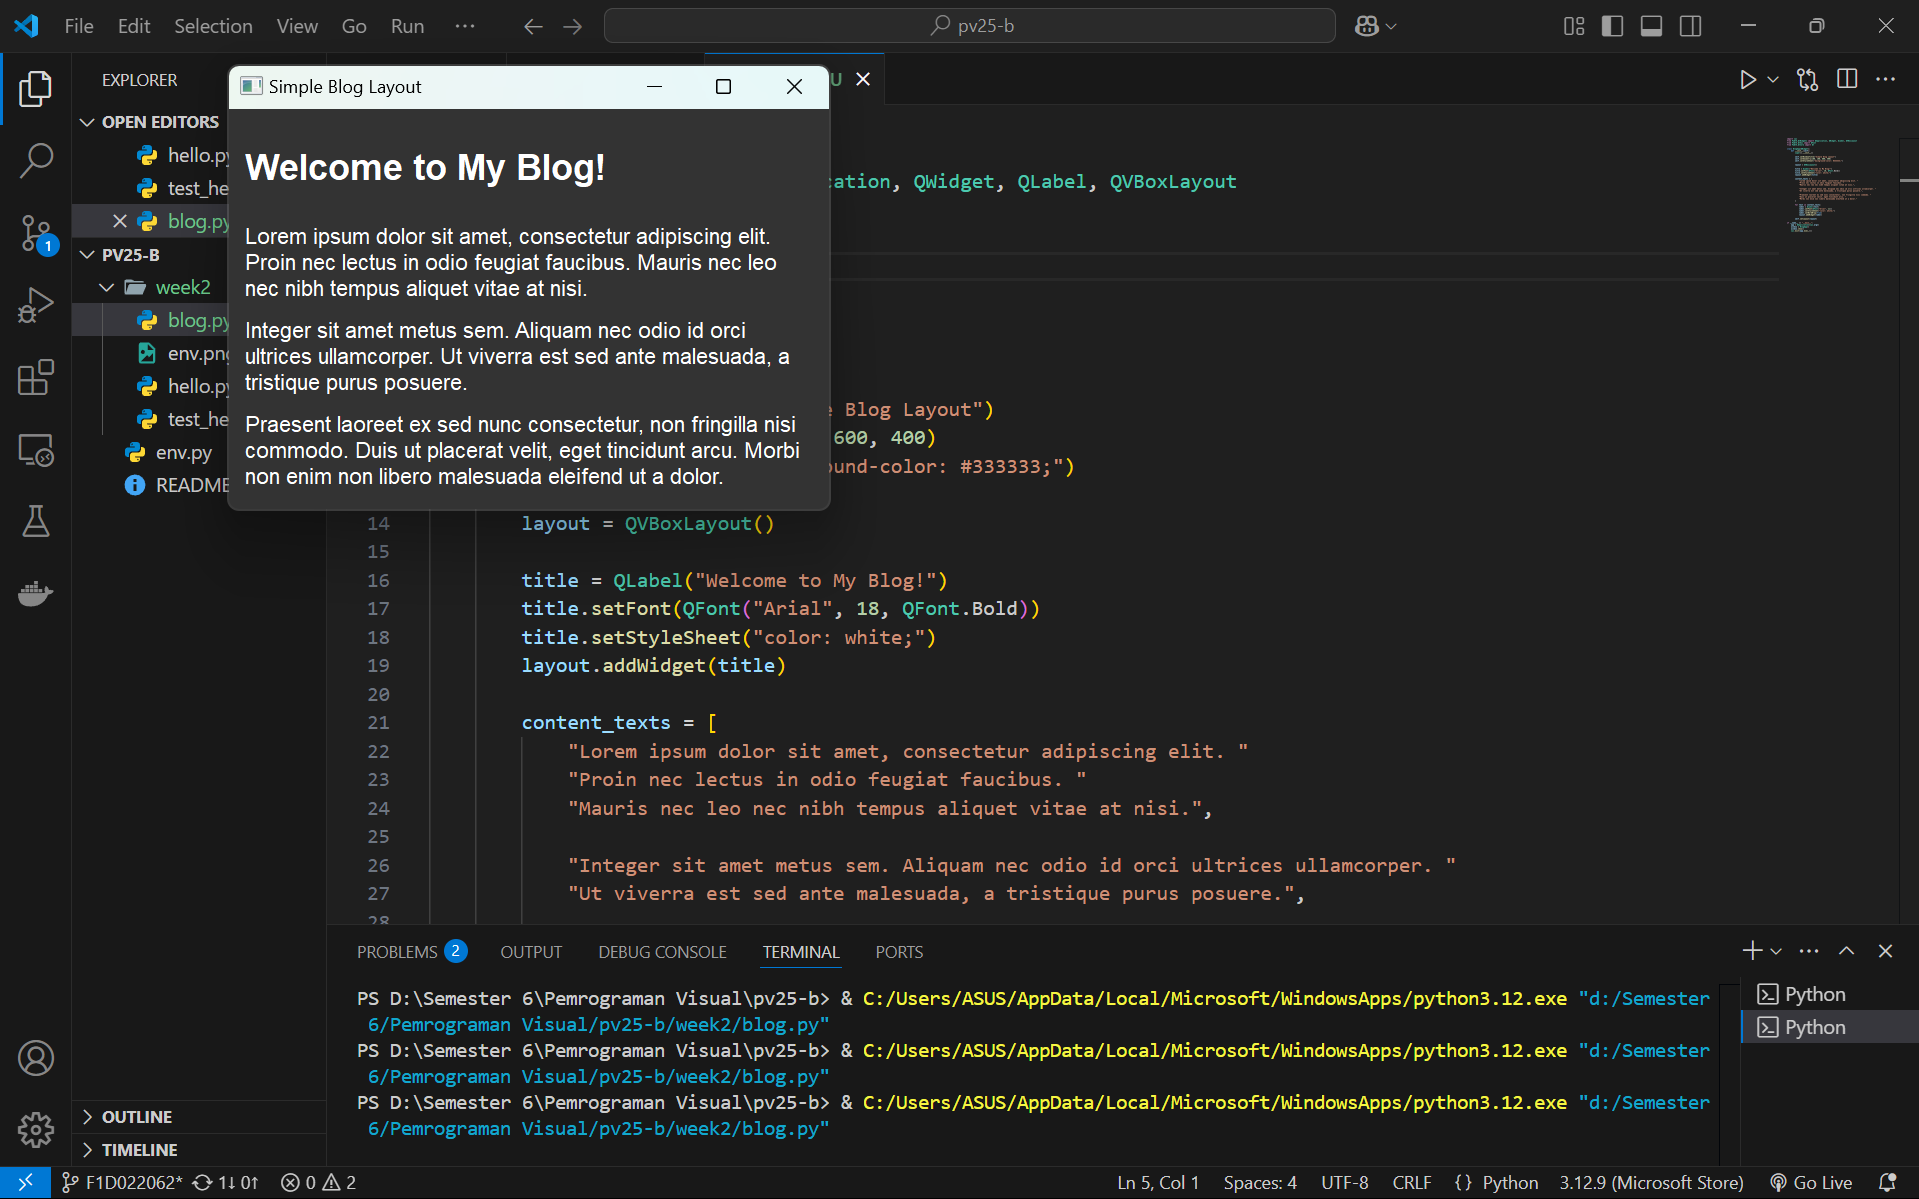 File Edit Selection View Go Run ···
pv25-b
EXPLORER
OPEN EDITORS
hello.py
test_he
blog.py
PV25-B
week2
blog.py
env.pn
hello.py
test_he
env.py
README
OUTLINE
TIMELINE
1
Simple Blog Layout
Welcome to My Blog!
Lorem ipsum dolor sit amet, consectetur adipiscing elit.
Proin nec lectus in odio feugiat faucibus. Mauris nec leo
nec nibh tempus aliquet vitae at nisi.
Integer sit amet metus sem. Aliquam nec odio id orci
ultrices ullamcorper. Ut viverra est sed ante malesuada, a
tristique purus posuere.
Praesent laoreet ex sed nunc consectetur, non fringilla nisi
commodo. Duis ut placerat velit, eget tincidunt arcu. Morbi
non enim non libero malesuada eleifend ut a dolor.
U
ation, QWidget, QLabel, QVBoxLayout
e Blog Layout")
600, 400)
und-color: #333333;")
14 layout = QVBoxLayout()
15
16 title = QLabel("Welcome to My Blog!")
17 title.setFont(QFont("Arial", 18, QFont.Bold))
18 title.setStyleSheet("color: white;")
19 layout.addWidget(title)
20
21 content_texts = [
22 "Lorem ipsum dolor sit amet, consectetur adipiscing elit. "
23 "Proin nec lectus in odio feugiat faucibus. "
24 "Mauris nec leo nec nibh tempus aliquet vitae at nisi.",
25
26 "Integer sit amet metus sem. Aliquam nec odio id orci ultrices ullamcorper. "
27 "Ut viverra est sed ante malesuada, a tristique purus posuere.",
28
PROBLEMS 2 OUTPUT DEBUG CONSOLE TERMINAL PORTS
PS D:\Semester 6\Pemrograman Visual\pv25-b> & C:/Users/ASUS/AppData/Local/Microsoft/WindowsApps/python3.12.exe "d:/Semester
6/Pemrograman Visual/pv25-b/week2/blog.py"
PS D:\Semester 6\Pemrograman Visual\pv25-b> & C:/Users/ASUS/AppData/Local/Microsoft/WindowsApps/python3.12.exe "d:/Semester
6/Pemrograman Visual/pv25-b/week2/blog.py"
PS D:\Semester 6\Pemrograman Visual\pv25-b> & C:/Users/ASUS/AppData/Local/Microsoft/WindowsApps/python3.12.exe "d:/Semester
6/Pemrograman Visual/pv25-b/week2/blog.py"
Python
Python
F1D022062* 1↓ 0↑ 0 2 Ln 5, Col 1 Spaces: 4 UTF-8 CRLF {} Python 3.12.9 (Microsoft Store) Go Live